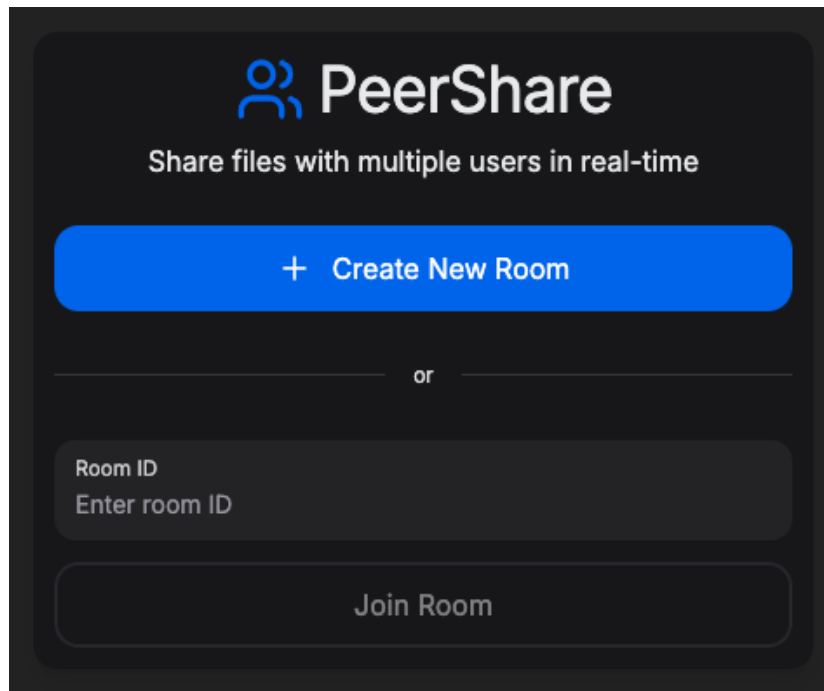 PeerShare
Share files with multiple users in real-time
+ Create New Room
or
Room ID
Enter room ID
Join Room